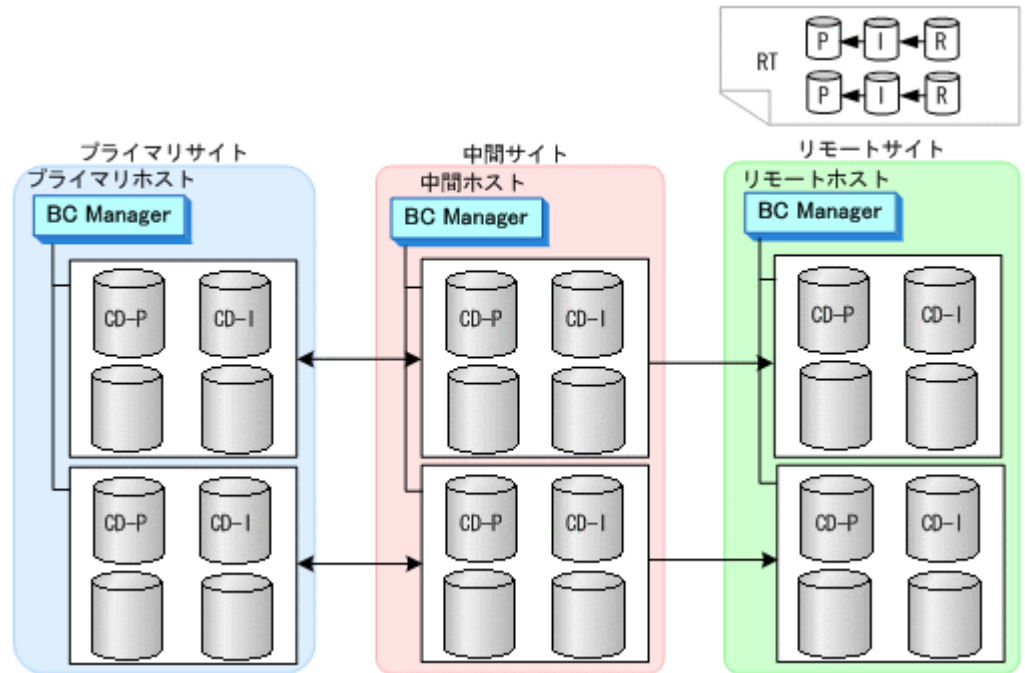 RT
P I R
P I R
プライマリサイト
プライマリホスト
BC Manager
CD-P CD-I
CD-P CD-I
中間サイト
中間ホスト
BC Manager
CD-P CD-I
CD-P CD-I
リモートサイト
リモートホスト
BC Manager
CD-P CD-I
CD-P CD-I